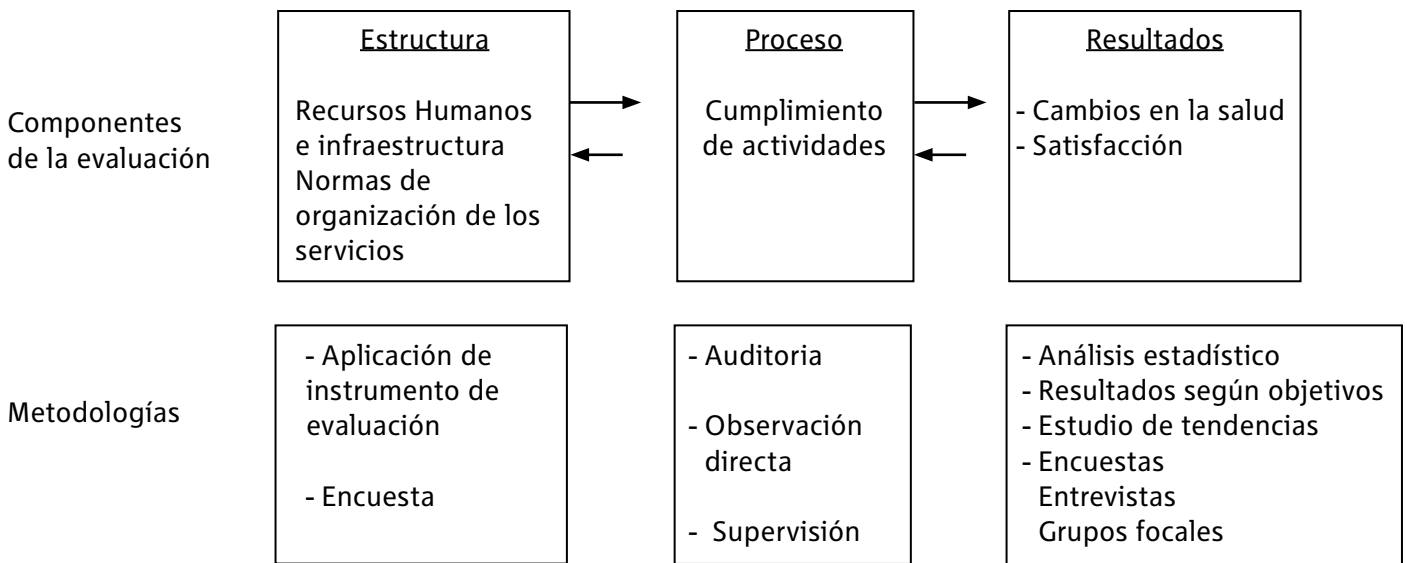 Estructura
Proceso
Resultados
Componentes
de la evaluación
Recursos Humanos
e infraestructura
Normas de
organización de los
servicios
Cumplimiento
de actividades
- Cambios en la salud
- Satisfacción
Metodologías
- Aplicación de
instrumento de
evaluación
- Encuesta
- Auditoria
- Observación
directa
- Supervisión
- Análisis estadístico
- Resultados según objetivos
- Estudio de tendencias
- Encuestas
Entrevistas
Grupos focales